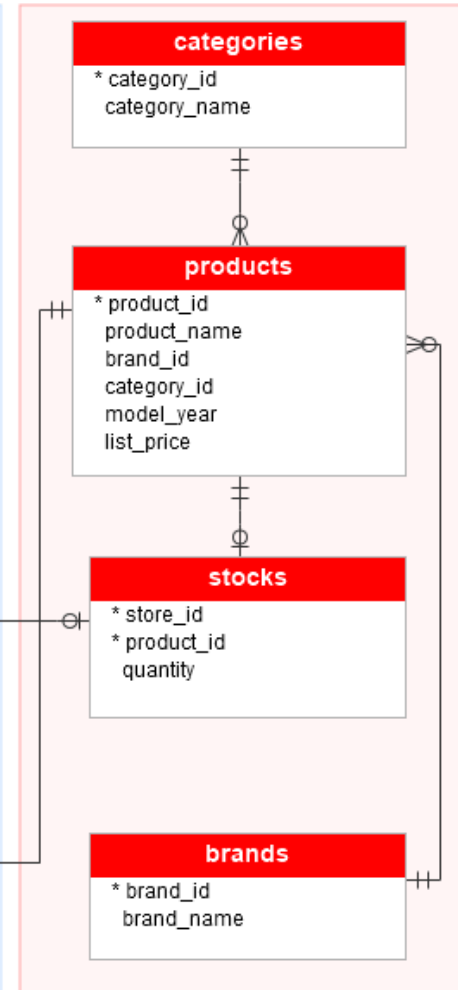 categories
* category_id
category_name
products
* product_id
product_name
brand_id
category_id
model_year
list_price
stocks
* store_id
* product_id
quantity
brands
* brand_id
brand_name